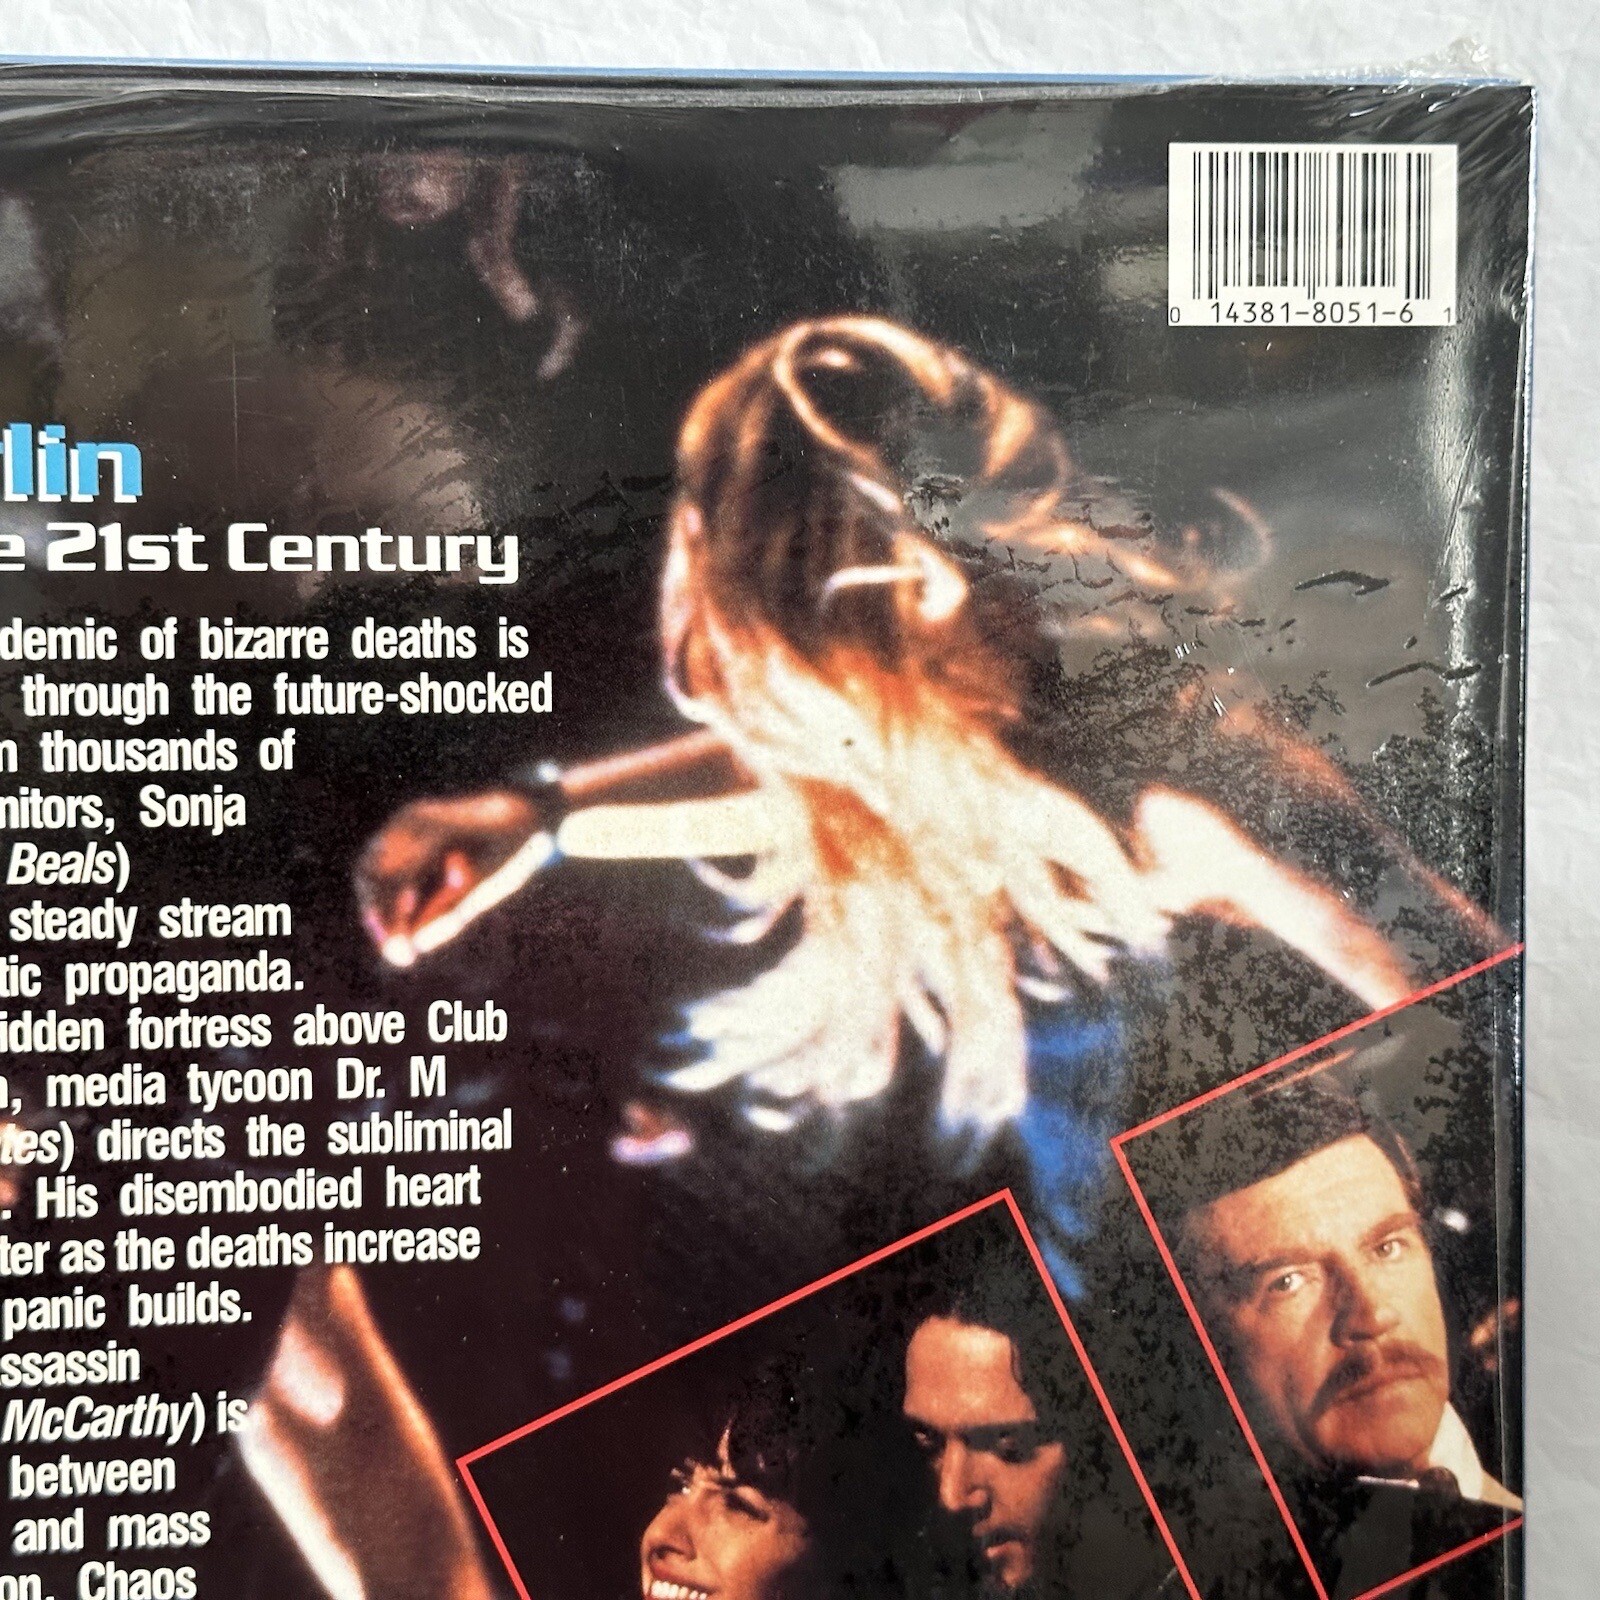 0 14381-8051-6 1
lin
e 21st Century
demic of bizarre deaths is
through the future-shocked
thousands of
nitors, Sonja
Beals)
steady stream
tic propaganda.
idden fortress above Club
, media tycoon Dr. M
tes) directs the subliminal
. His disembodied heart
ter as the deaths increase
panic builds.
ssassin
McCarthy) is
between
and mass
on. Chaos